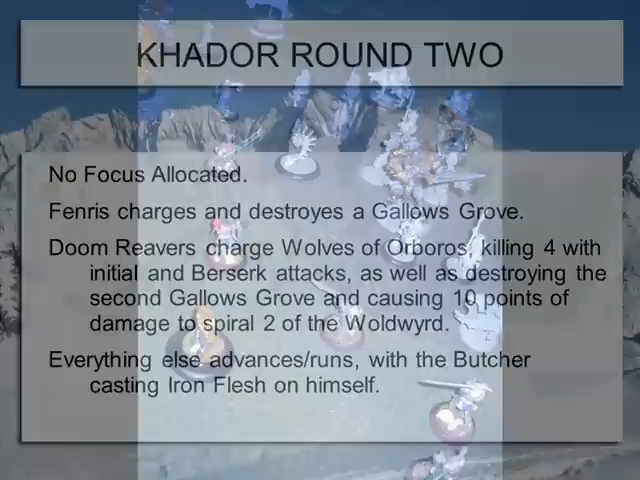 KHADOR ROUND TWO
No Focus Allocated.
Fenris charges and destroyes a Gallows Grove.
Doom Reavers charge Wolves of Orboros, killing 4 with
initial and Berserk attacks, as well as destroying the
second Gallows Grove and causing 10 points of
damage to spiral 2 of the Woldwyrd.
Everything else advances/runs, with the Butcher
casting Iron Flesh on himself.